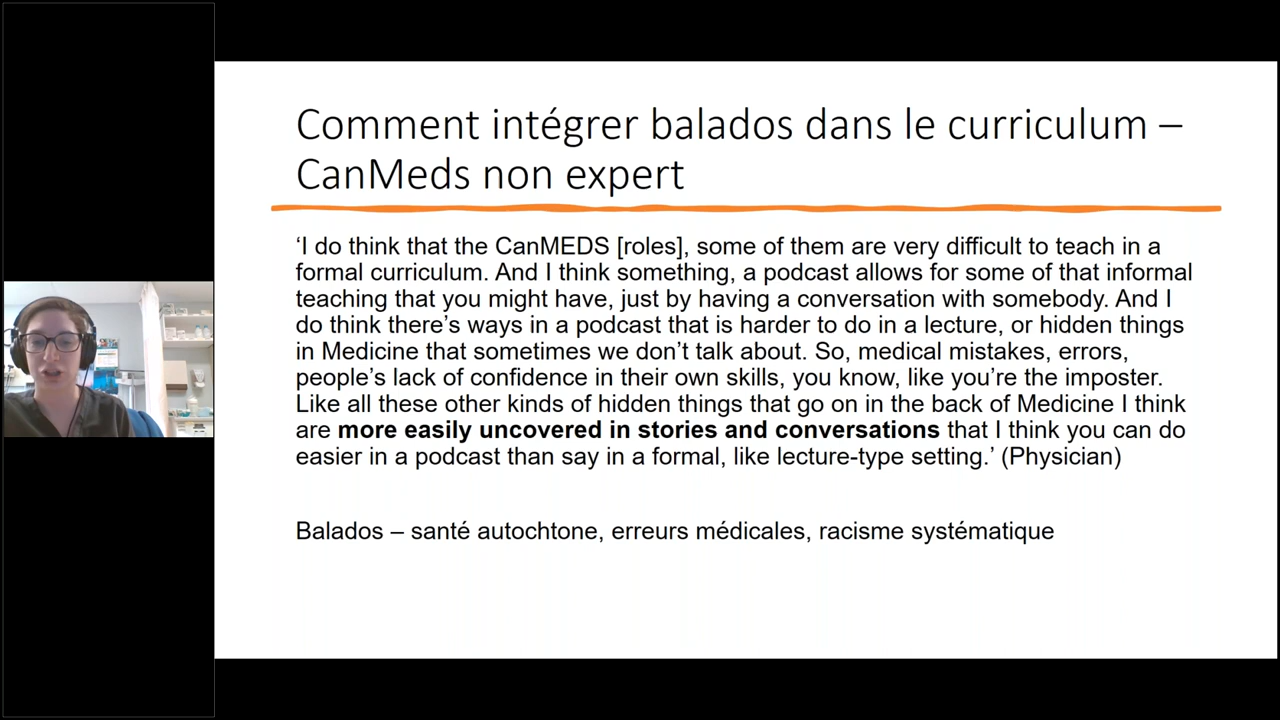 Comment intégrer balados dans le curriculum –
CanMeds non expert
‘I do think that the CanMEDS [roles], some of them are very difficult to teach in a
formal curriculum. And I think something, a podcast allows for some of that informal
teaching that you might have, just by having a conversation with somebody. And I
do think there’s ways in a podcast that is harder to do in a lecture, or hidden things
in Medicine that sometimes we don’t talk about. So, medical mistakes, errors,
people’s lack of confidence in their own skills, you know, like you’re the imposter.
Like all these other kinds of hidden things that go on in the back of Medicine I think
are more easily uncovered in stories and conversations that I think you can do
easier in a podcast than say in a formal, like lecture-type setting.’ (Physician)
Balados – santé autochtone, erreurs médicales, racisme systématique